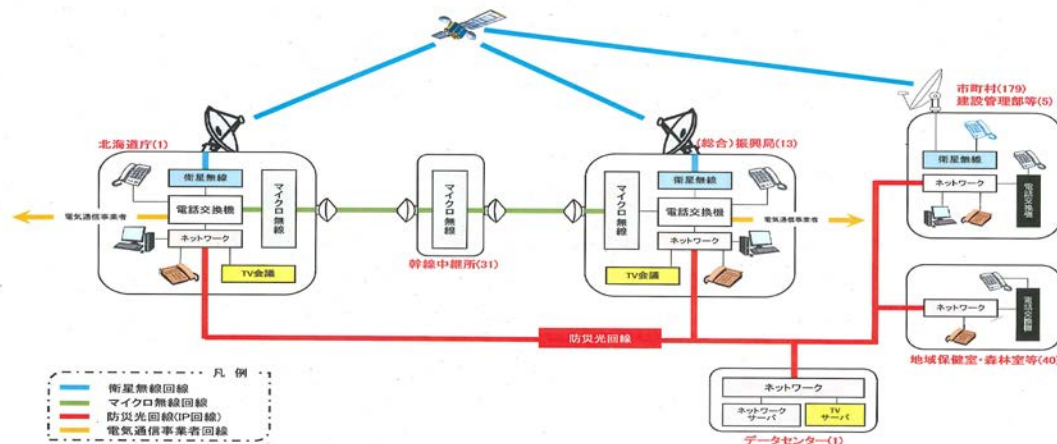 市町村(179)
建設管理部等(5)
北海道庁(1)
(総合)振興局(13)
衛星無線
電話交換機
ネットワーク
TV会議
マイクロ無線
電気通信事業者
マイクロ無線
幹線中継所(31)
マイクロ無線
衛星無線
電話交換機
ネットワーク
TV会議
電気通信事業者
衛星無線
ネットワーク
電話交換機
ネットワーク
電話交換機
地域保健室・森林室等(40)
防災光回線
ネットワーク
ネットワーク
サーバ
TV
サーバ
データセンター(1)
凡 例
衛星無線回線
マイクロ無線回線
防災光回線(IP回線)
電気通信事業者回線